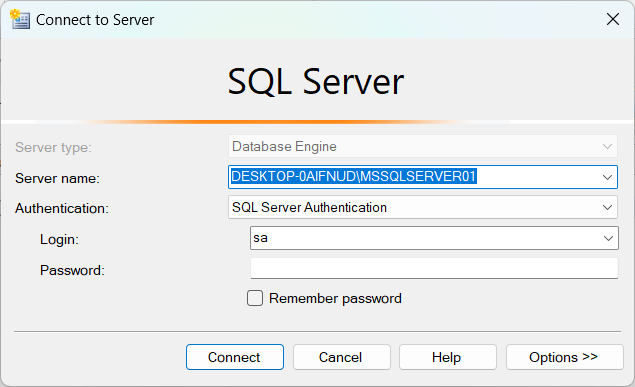 Connect to Server
SQL Server
Server type: Database Engine
Server name: DESKTOP-0AIFNUD\MSSQLSERVER01
Authentication: SQL Server Authentication
Login: sa
Password:
Remember password
Connect Cancel Help Options >>